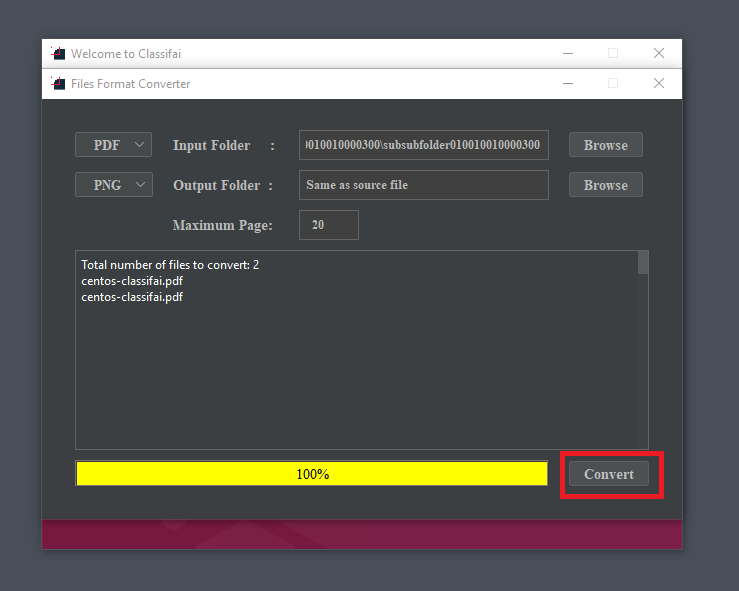 Welcome to Classifai
Files Format Converter
PDF Input Folder : 010010000300\subsubfolder010010010000300 Browse
PNG Output Folder : Same as source file Browse
Maximum Page: 20
Total number of files to convert: 2
centos-classifai.pdf
centos-classifai.pdf
100% Convert